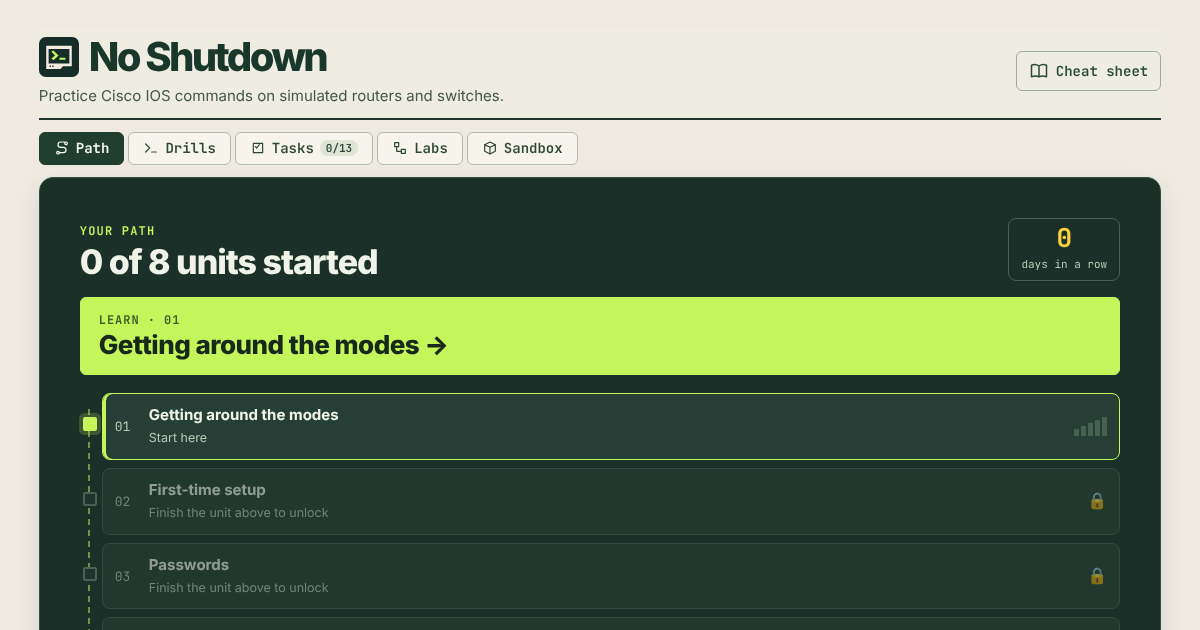 No Shutdown
Practice Cisco IOS commands on simulated routers and switches.
Cheat sheet
Path
Drills
Tasks 0/13
Labs
Sandbox
YOUR PATH
0 of 8 units started
0
days in a row
LEARN · 01
Getting around the modes →
01
Getting around the modes
Start here
02
First-time setup
Finish the unit above to unlock
03
Passwords
Finish the unit above to unlock